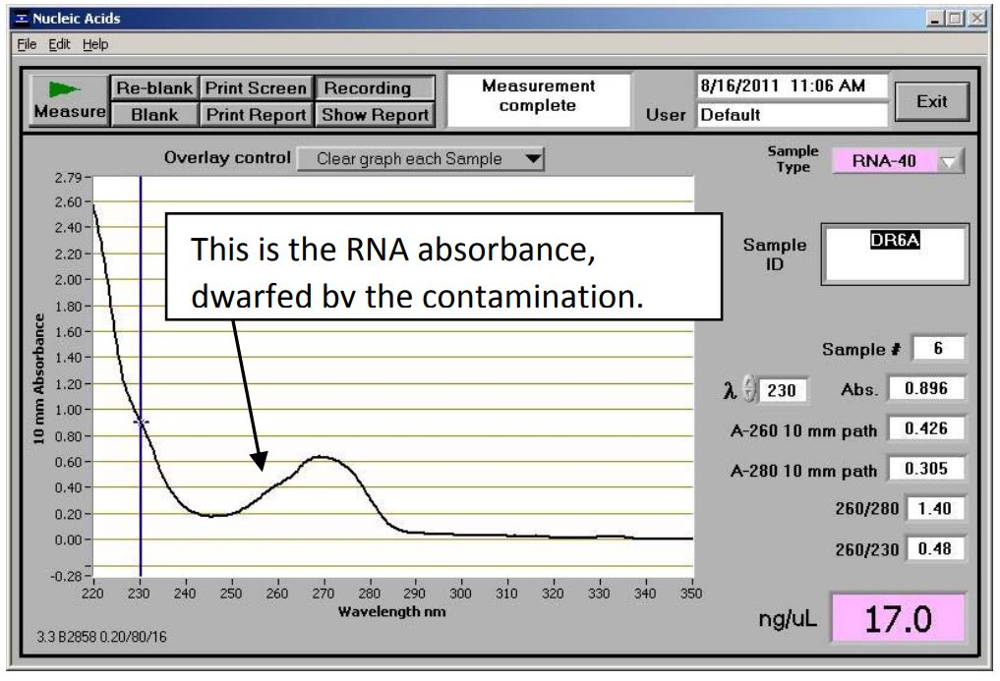 Nucleic Acids
File Edit Help
Measure
Re-blank Print Screen Recording
Blank Print Report Show Report
Measurement
complete
8/16/2011 11:06 AM
User Default
Exit
Overlay control Clear graph each Sample
Sample
Type
RNA-40
This is the RNA absorbance,
dwarfed by the contamination.
Sample
ID
DR6A
Sample # 6
λ 230 Abs. 0.896
A-260 10 mm path 0.426
A-280 10 mm path 0.305
260/280 1.40
260/230 0.48
ng/uL 17.0
10 mm Absorbance
2.79
2.60
2.40
2.20
2.00
1.80
1.60
1.40
1.20
1.00
0.80
0.60
0.40
0.20
0.00
-0.28
220 230 240 250 260 270 280 290 300 310 320 330 340 350
Wavelength nm
3.3 B2858 0.20/80/16